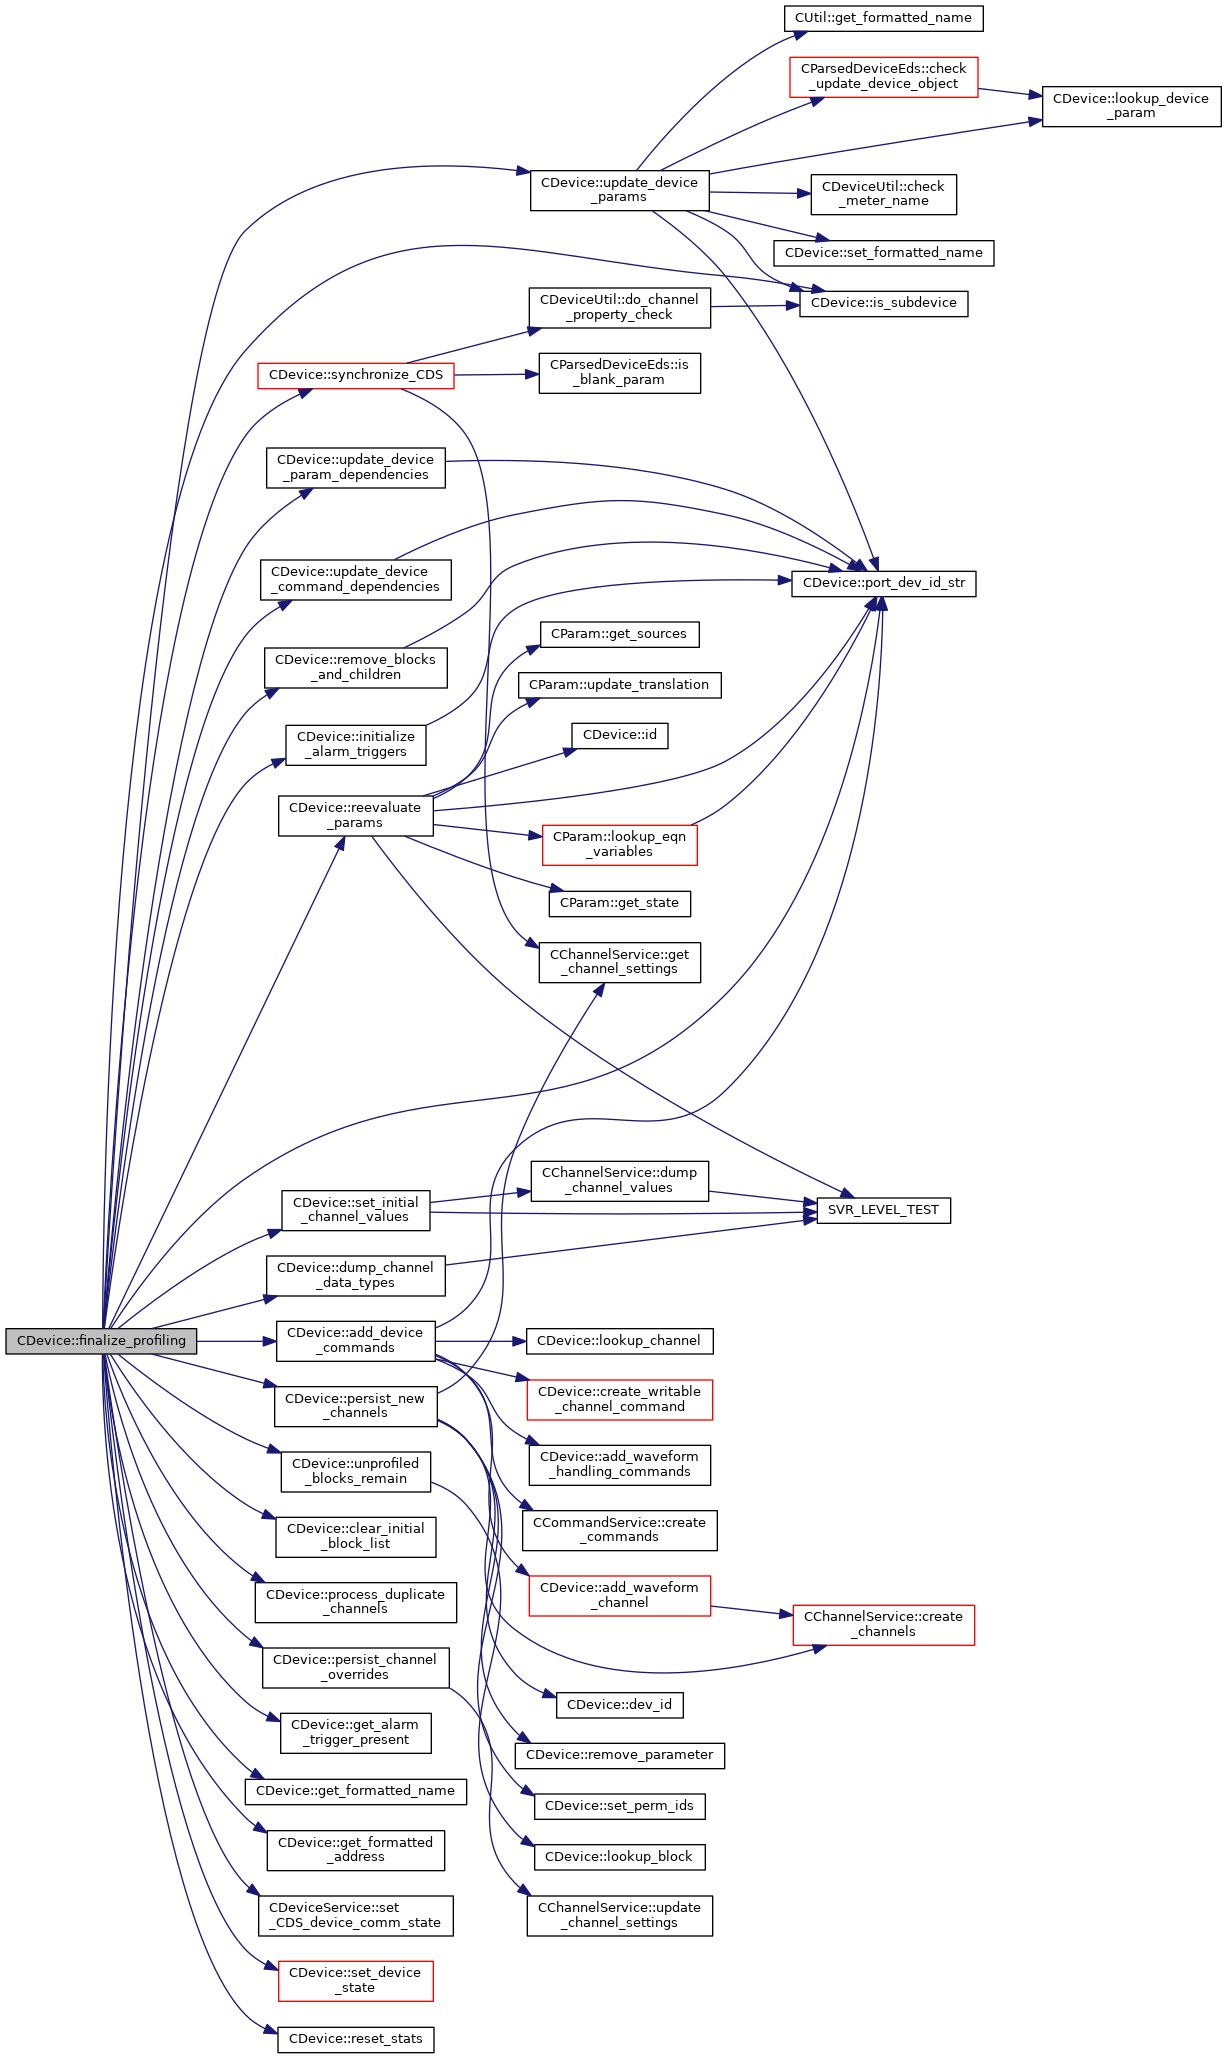 CUtil::get_formatted_name
CParsedDeviceEds::check
_update_device_object
CDevice::lookup_device
_param
CDevice::update_device
_params
CDeviceUtil::check
_meter_name
CDevice::set_formatted_name
CDevice::is_subdevice
CDeviceUtil::do_channel
_property_check
CDevice::synchronize_CDS
CParsedDeviceEds::is
_blank_param
CDevice::update_device
_param_dependencies
CDevice::update_device
_command_dependencies
CDevice::port_dev_id_str
CDevice::remove_blocks
_and_children
CParam::get_sources
CParam::update_translation
CDevice::initialize
_alarm_triggers
CDevice::id
CDevice::reevaluate
_params
CParam::lookup_eqn
_variables
CParam::get_state
CChannelService::get
_channel_settings
CChannelService::dump
_channel_values
CDevice::set_initial
_channel_values
SVR_LEVEL_TEST
CDevice::dump_channel
_data_types
CDevice::finalize_profiling
CDevice::add_device
_commands
CDevice::lookup_channel
CDevice::create_writable
_channel_command
CDevice::persist_new
_channels
CDevice::add_waveform
_handling_commands
CDevice::unprofiled
_blocks_remain
CCommandService::create
_commands
CDevice::clear_initial
_block_list
CDevice::add_waveform
_channel
CDevice::process_duplicate
_channels
CChannelService::create
_channels
CDevice::persist_channel
_overrides
CDevice::dev_id
CDevice::get_alarm
_trigger_present
CDevice::remove_parameter
CDevice::get_formatted_name
CDevice::set_perm_ids
CDevice::get_formatted
_address
CDevice::lookup_block
CDeviceService::set
_CDS_device_comm_state
CChannelService::update
_channel_settings
CDevice::set_device
_state
CDevice::reset_stats